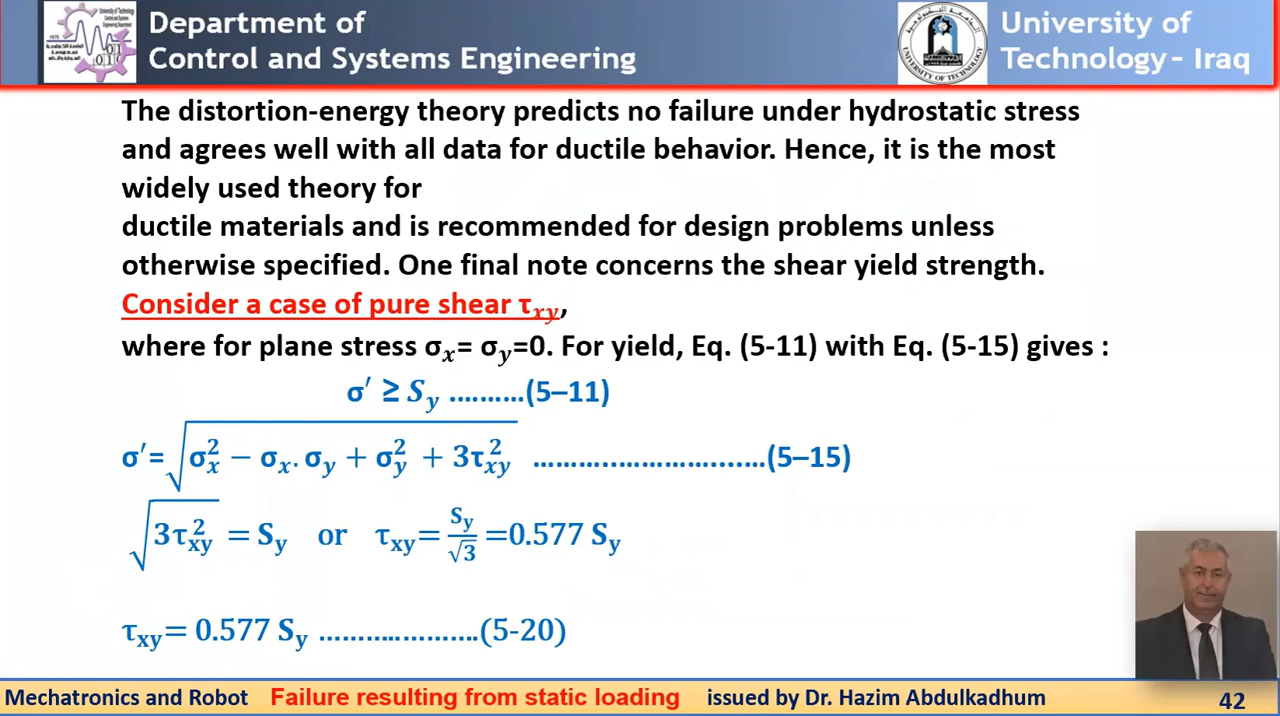 Department of
Control and Systems Engineering
University of
Technology - Iraq
The distortion-energy theory predicts no failure under hydrostatic stress
and agrees well with all data for ductile behavior. Hence, it is the most
widely used theory for
ductile materials and is recommended for design problems unless
otherwise specified. One final note concerns the shear yield strength.
Consider a case of pure shear τxy,
where for plane stress σx= σy=0. For yield, Eq. (5-11) with Eq. (5-15) gives :
σ′ ≥ Sy ..........(5–11)
σ′= √(σx² − σx. σy + σy² + 3τxy²) ..............................(5–15)
√(3τxy²) = Sy or τxy= Sy/√3 =0.577 Sy
τxy= 0.577 Sy .....................(5-20)
Mechatronics and Robot Failure resulting from static loading issued by Dr. Hazim Abdulkadhum 42